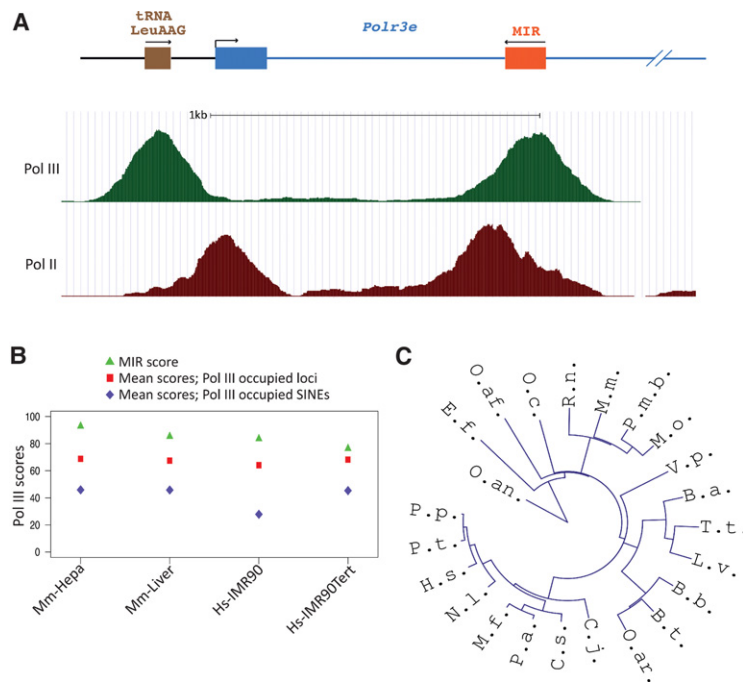 A
tRNA
LeuAAG
Polr3e
MIR
1kb
Pol III
Pol II
B
MIR score
Mean scores; Pol III occupied loci
Mean scores; Pol III occupied SINEs
Pol III scores
100
80
60
40
20
0
Mm-Hepa
Mm-Liver
Hs-IMR90
Hs-IMR90Tert
C
O.an.
E.f.
O.af.
O.c.
R.n.
M.m.
P.m.b.
M.o.
V.p.
B.a.
T.t.
L.v.
B.b.
B.t.
O.ar.
C.j.
C.s.
P.a.
M.f.
N.l.
H.s.
P.t.
P.p.